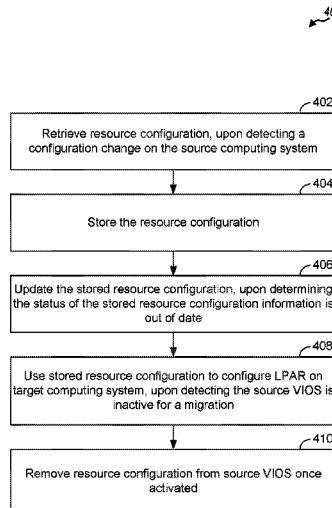 402
Retrieve resource configuration, upon detecting a
configuration change on the source computing system
404
Store the resource configuration
406
Update the stored resource configuration, upon determining
the status of the stored resource configuration information is
out of date
408
Use stored resource configuration to configure LPAR on
target computing system, upon detecting the source VIOS is
inactive for a migration
410
Remove resource configuration from source VIOS once
activated